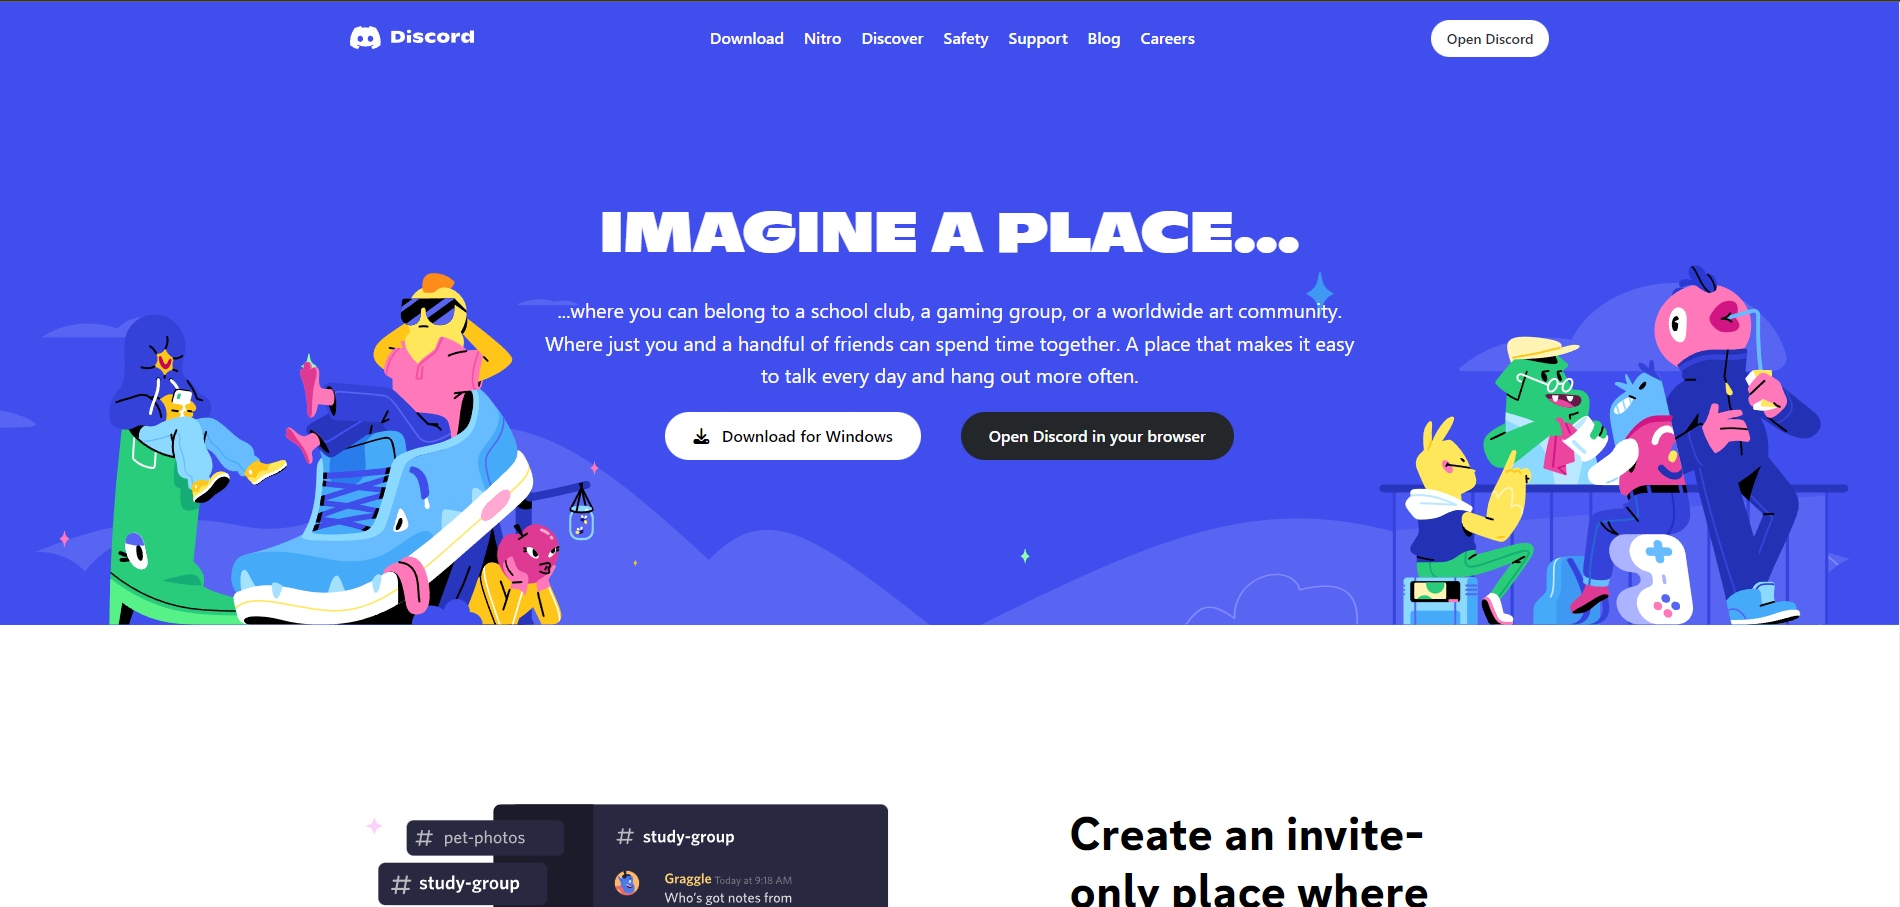 Discord
Download Nitro Discover Safety Support Blog Careers
Open Discord
IMAGINE A PLACE...
...where you can belong to a school club, a gaming group, or a worldwide art community.
Where just you and a handful of friends can spend time together. A place that makes it easy
to talk every day and hang out more often.
Download for Windows
Open Discord in your browser
# pet-photos
# study-group
# study-group
Graggle Today at 9:18 AM
Who's got notes from
Create an invite-
only place where